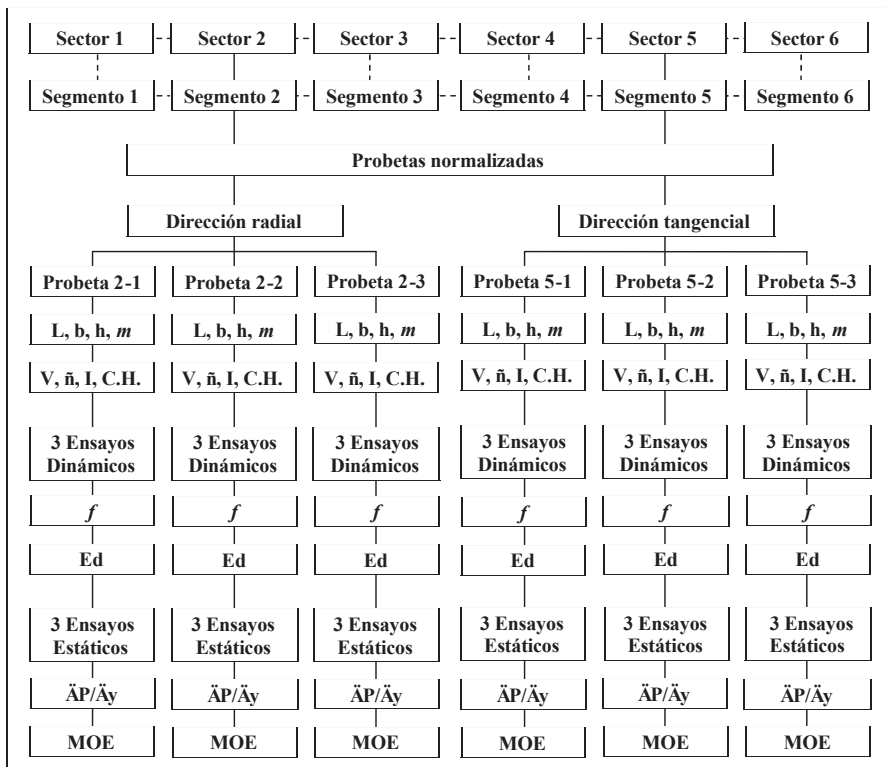 Sector 1 Sector 2 Sector 3 Sector 4 Sector 5 Sector 6
Segmento 1 Segmento 2 Segmento 3 Segmento 4 Segmento 5 Segmento 6
Probetas normalizadas
Dirección radial Dirección tangencial
Probeta 2-1 Probeta 2-2 Probeta 2-3 Probeta 5-1 Probeta 5-2 Probeta 5-3
L, b, h, m L, b, h, m L, b, h, m L, b, h, m L, b, h, m L, b, h, m
V, ñ, I, C.H. V, ñ, I, C.H. V, ñ, I, C.H. V, ñ, I, C.H. V, ñ, I, C.H. V, ñ, I, C.H.
3 Ensayos 3 Ensayos 3 Ensayos 3 Ensayos 3 Ensayos 3 Ensayos
Dinámicos Dinámicos Dinámicos Dinámicos Dinámicos Dinámicos
f f f f f f
Ed Ed Ed Ed Ed Ed
3 Ensayos 3 Ensayos 3 Ensayos 3 Ensayos 3 Ensayos 3 Ensayos
Estáticos Estáticos Estáticos Estáticos Estáticos Estáticos
ÄP/Äy ÄP/Äy ÄP/Äy ÄP/Äy ÄP/Äy ÄP/Äy
MOE MOE MOE MOE MOE MOE